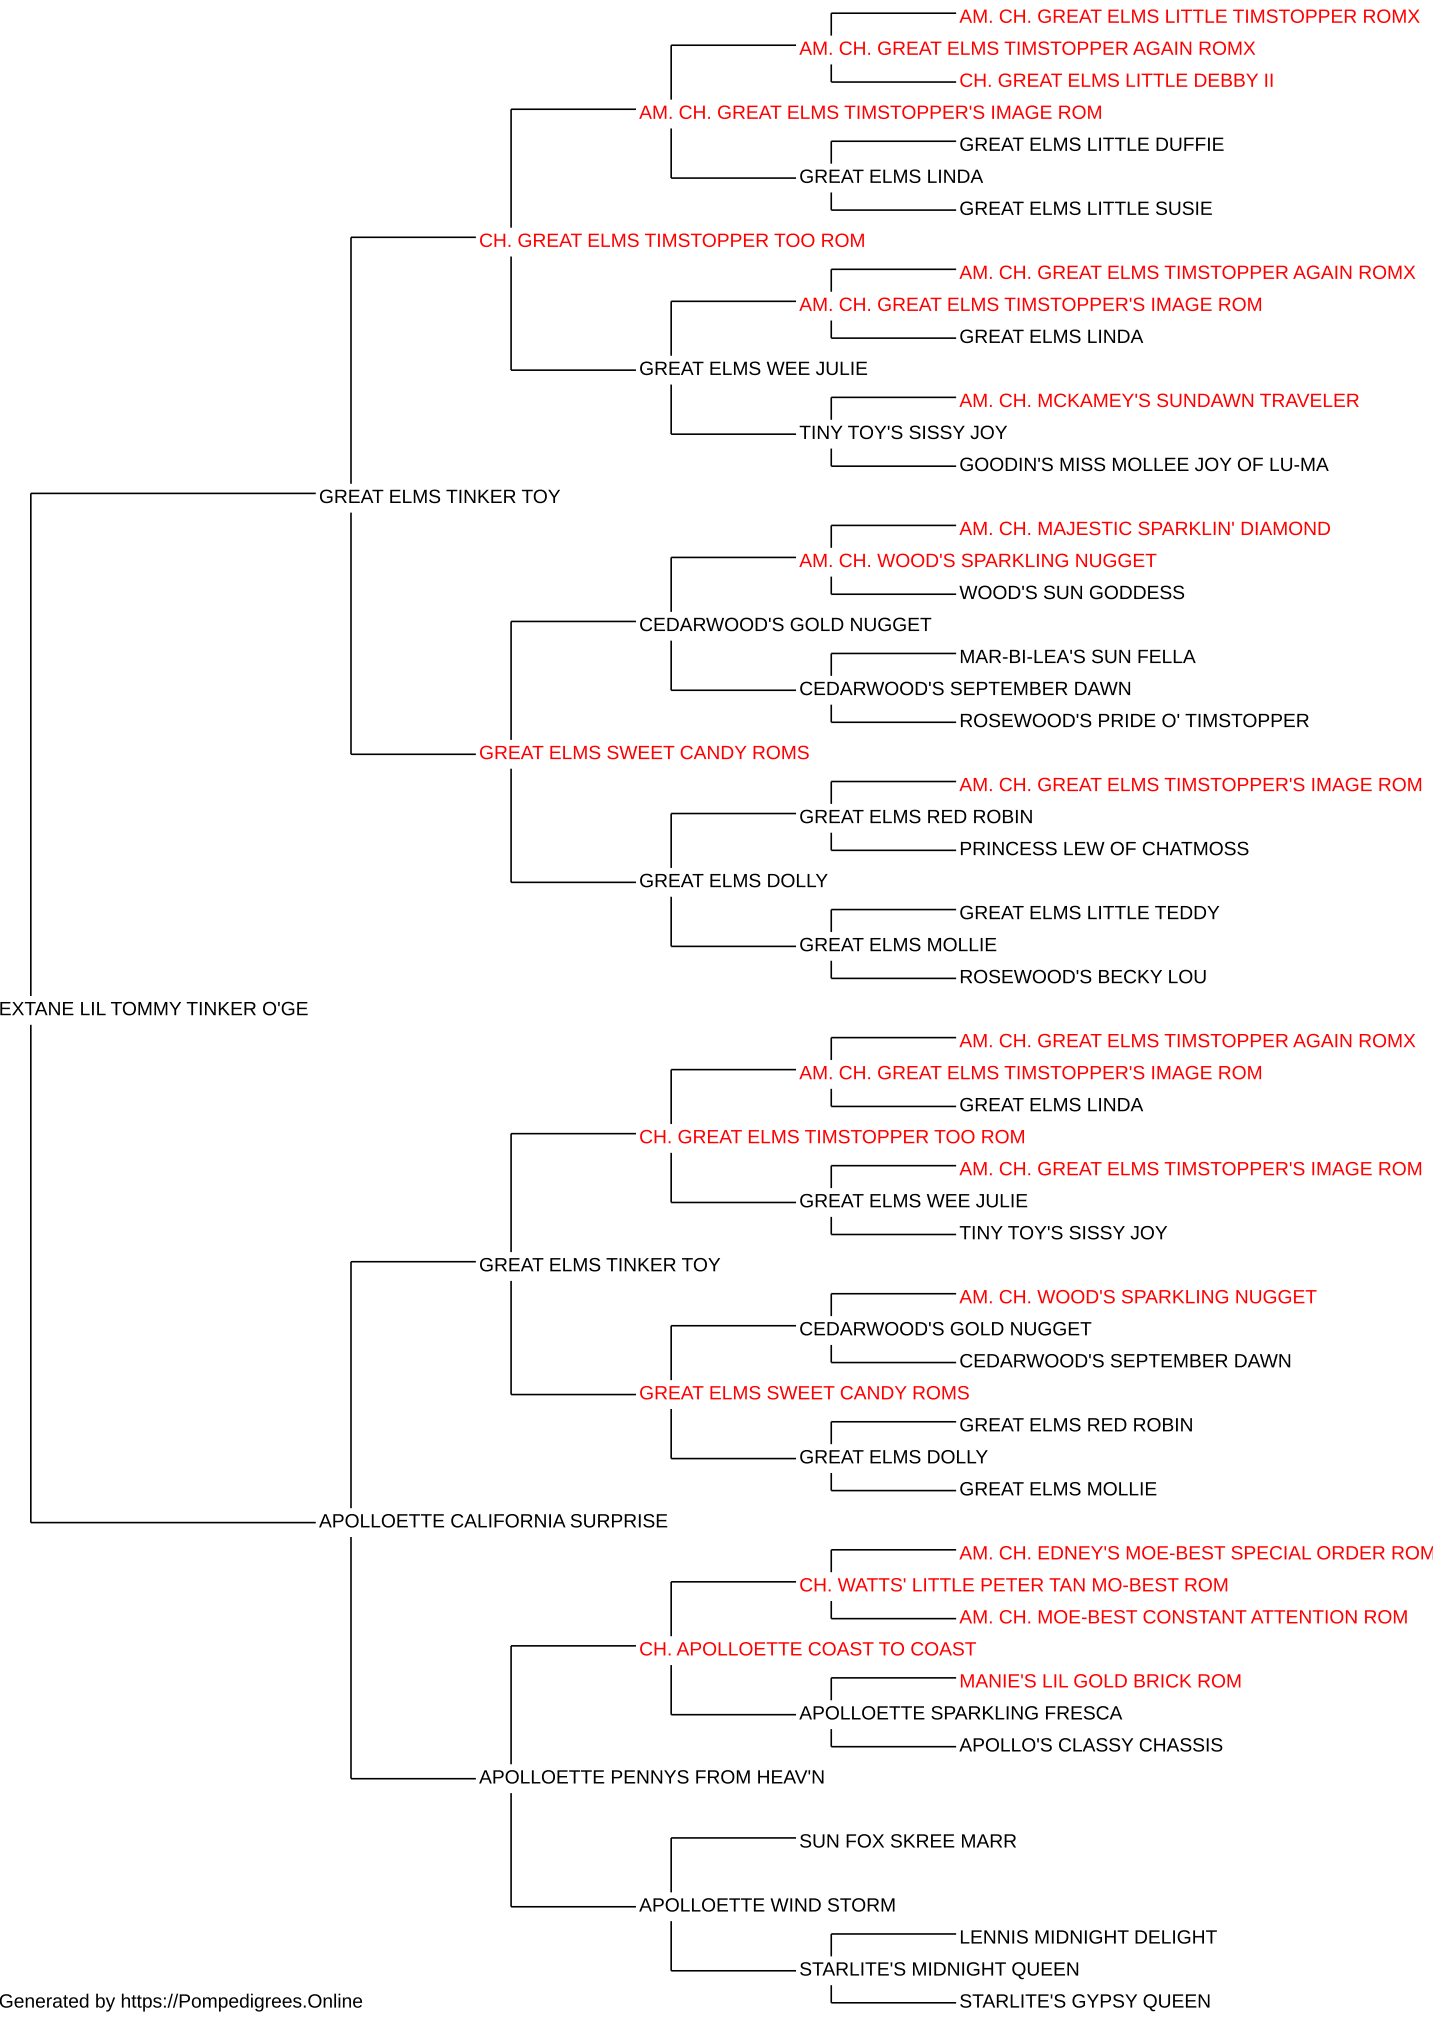 AM. CH. GREAT ELMS LITTLE TIMSTOPPER ROMX
AM. CH. GREAT ELMS TIMSTOPPER AGAIN ROMX
CH. GREAT ELMS LITTLE DEBBY II
AM. CH. GREAT ELMS TIMSTOPPER'S IMAGE ROM
GREAT ELMS LITTLE DUFFIE
GREAT ELMS LINDA
GREAT ELMS LITTLE SUSIE
CH. GREAT ELMS TIMSTOPPER TOO ROM
AM. CH. GREAT ELMS TIMSTOPPER AGAIN ROMX
AM. CH. GREAT ELMS TIMSTOPPER'S IMAGE ROM
GREAT ELMS LINDA
GREAT ELMS WEE JULIE
AM. CH. MCKAMEY'S SUNDAWN TRAVELER
TINY TOY'S SISSY JOY
GOODIN'S MISS MOLLEE JOY OF LU-MA
GREAT ELMS TINKER TOY
AM. CH. MAJESTIC SPARKLIN' DIAMOND
AM. CH. WOOD'S SPARKLING NUGGET
WOOD'S SUN GODDESS
CEDARWOOD'S GOLD NUGGET
MAR-BI-LEA'S SUN FELLA
CEDARWOOD'S SEPTEMBER DAWN
ROSEWOOD'S PRIDE O' TIMSTOPPER
GREAT ELMS SWEET CANDY ROMS
AM. CH. GREAT ELMS TIMSTOPPER'S IMAGE ROM
GREAT ELMS RED ROBIN
PRINCESS LEW OF CHATMOSS
GREAT ELMS DOLLY
GREAT ELMS LITTLE TEDDY
GREAT ELMS MOLLIE
ROSEWOOD'S BECKY LOU
EXTANE LIL TOMMY TINKER O'GE
AM. CH. GREAT ELMS TIMSTOPPER AGAIN ROMX
AM. CH. GREAT ELMS TIMSTOPPER'S IMAGE ROM
GREAT ELMS LINDA
CH. GREAT ELMS TIMSTOPPER TOO ROM
AM. CH. GREAT ELMS TIMSTOPPER'S IMAGE ROM
GREAT ELMS WEE JULIE
TINY TOY'S SISSY JOY
GREAT ELMS TINKER TOY
AM. CH. WOOD'S SPARKLING NUGGET
CEDARWOOD'S GOLD NUGGET
CEDARWOOD'S SEPTEMBER DAWN
GREAT ELMS SWEET CANDY ROMS
GREAT ELMS RED ROBIN
GREAT ELMS DOLLY
GREAT ELMS MOLLIE
APOLLOETTE CALIFORNIA SURPRISE
AM. CH. EDNEY'S MOE-BEST SPECIAL ORDER ROM
CH. WATTS' LITTLE PETER TAN MO-BEST ROM
AM. CH. MOE-BEST CONSTANT ATTENTION ROM
CH. APOLLOETTE COAST TO COAST
MANIE'S LIL GOLD BRICK ROM
APOLLOETTE SPARKLING FRESCA
APOLLO'S CLASSY CHASSIS
APOLLOETTE PENNYS FROM HEAV'N
SUN FOX SKREE MARR
APOLLOETTE WIND STORM
LENNIS MIDNIGHT DELIGHT
STARLITE'S MIDNIGHT QUEEN
STARLITE'S GYPSY QUEEN
Generated by https://Pompedigrees.Online